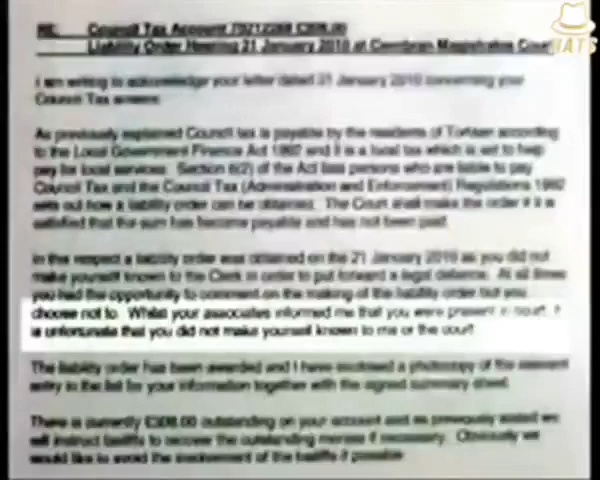 RE: Council Tax Account
Liability Order Hearing 21 January 2010 at Cwmbran Magistrates Court
I am writing to acknowledge your letter dated 21 January 2010 concerning your
Council Tax arrears
As previously explained Council tax is payable by the residents of Torfaen according
to the Local Government Finance Act 1992 and it is a local tax which is set to help
pay for local services. Section 6(2) of the Act lists persons who are liable to pay
Council Tax and the Council Tax (Administration and Enforcement) Regulations 1992
sets out how a liability order can be obtained. The Court shall make the order if it is
satisfied that the sum has become payable and has not been paid.
In this respect a liability order was obtained on the 21 January 2010 as you did not
make yourself known to the Clerk in order to put forward a legal defence. At all times
you had the opportunity to comment on the making of the liability order but you
choose not to. Whilst your associates informed me that you were present in court. It
is unfortunate that you did not make yourself known to me or the court
The liability order has been awarded and I have enclosed a photocopy of the relevant
entry to the list for your information together with the signed summary sheet.
There is currently outstanding on your account and as previously stated we
will instruct bailiffs to recover the outstanding monies if necessary. Obviously we
would like to avoid the involvement of the bailiffs if possible